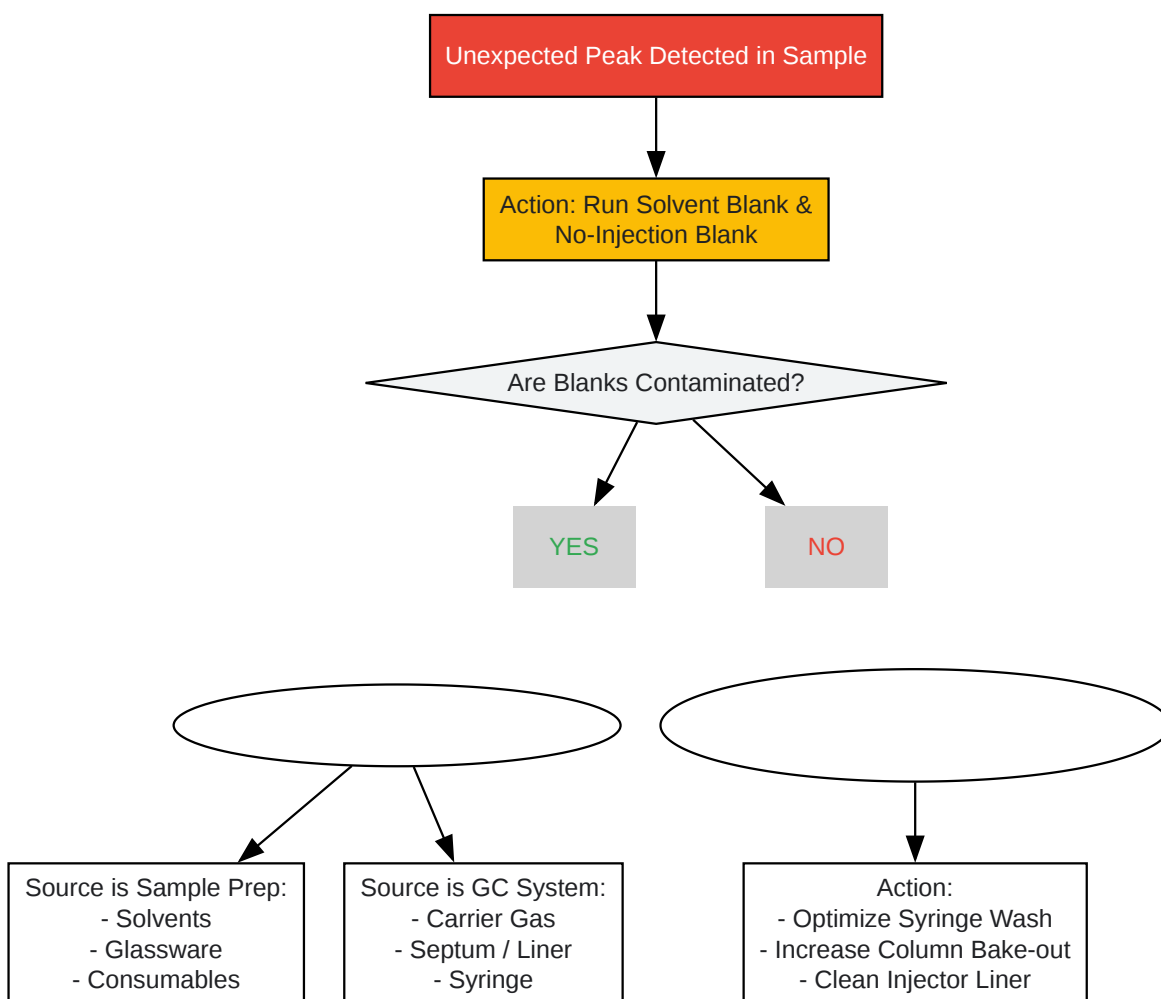 Unexpected Peak Detected in Sample
Action: Run Solvent Blank &
No-Injection Blank
Are Blanks Contaminated?
YES
NO
Source is Sample Prep:
- Solvents
- Glassware
- Consumables
Source is GC System:
- Carrier Gas
- Septum / Liner
- Syringe
Action:
- Optimize Syringe Wash
- Increase Column Bake-out
- Clean Injector Liner